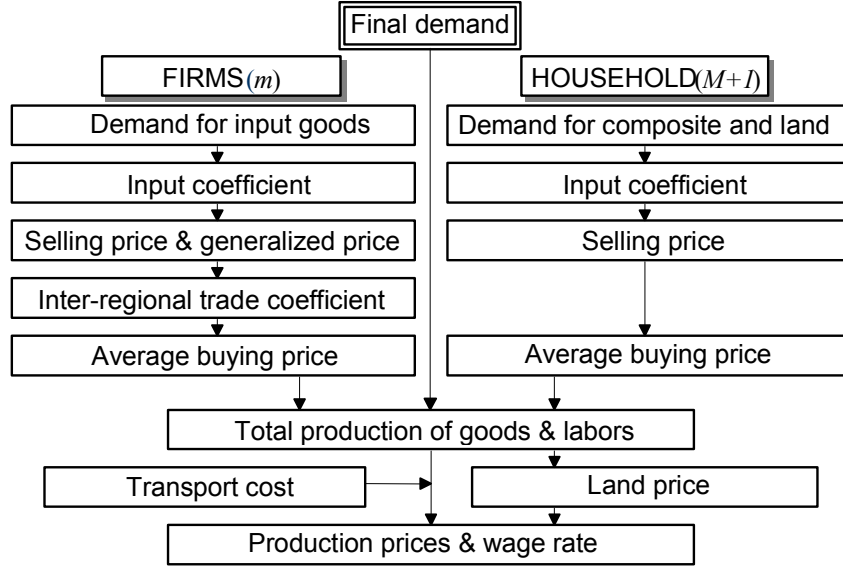 Final demand
FIRMS(m)
HOUSEHOLD(M+1)
Demand for input goods
Demand for composite and land
Input coefficient
Input coefficient
Selling price & generalized price
Selling price
Inter-regional trade coefficient
Average buying price
Average buying price
Total production of goods & labors
Transport cost
Land price
Production prices & wage rate